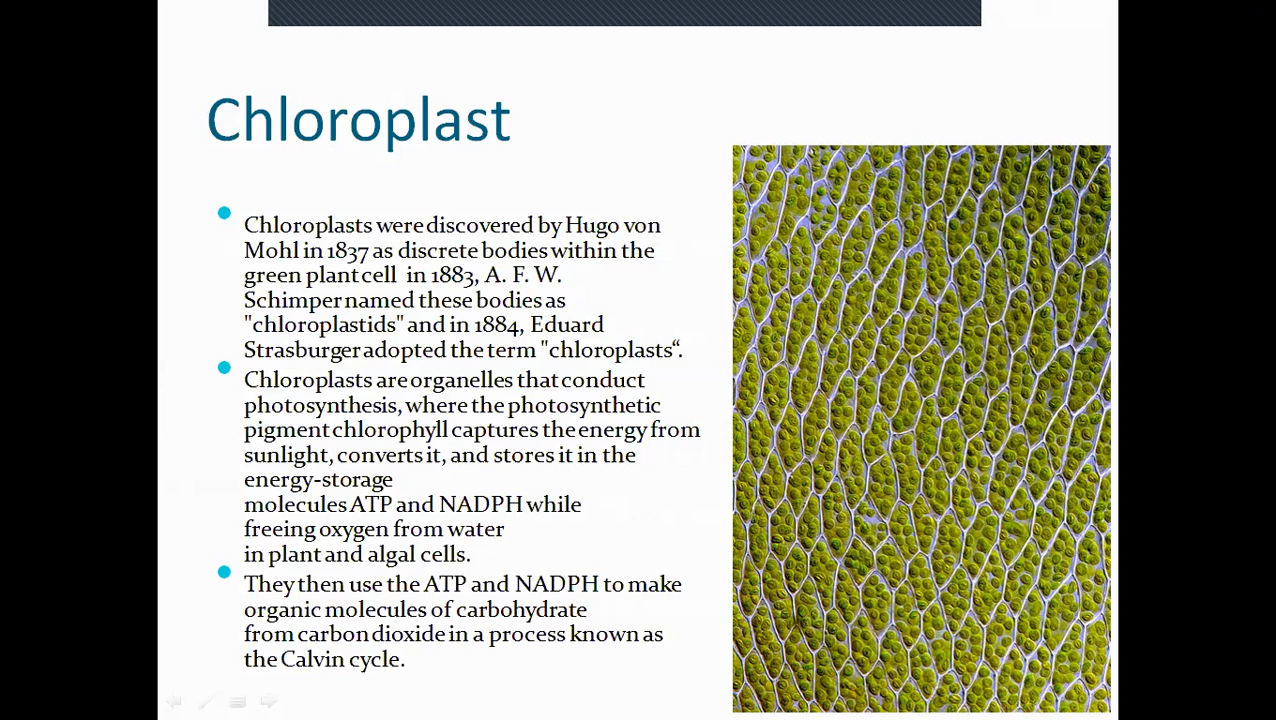 Chloroplast
Chloroplasts were discovered by Hugo von
Mohl in 1837 as discrete bodies within the
green plant cell in 1883, A. F. W.
Schimper named these bodies as
"chloroplastids" and in 1884, Eduard
Strasburger adopted the term "chloroplasts“.
Chloroplasts are organelles that conduct
photosynthesis, where the photosynthetic
pigment chlorophyll captures the energy from
sunlight, converts it, and stores it in the
energy-storage
molecules ATP and NADPH while
freeing oxygen from water
in plant and algal cells.
They then use the ATP and NADPH to make
organic molecules of carbohydrate
from carbon dioxide in a process known as
the Calvin cycle.